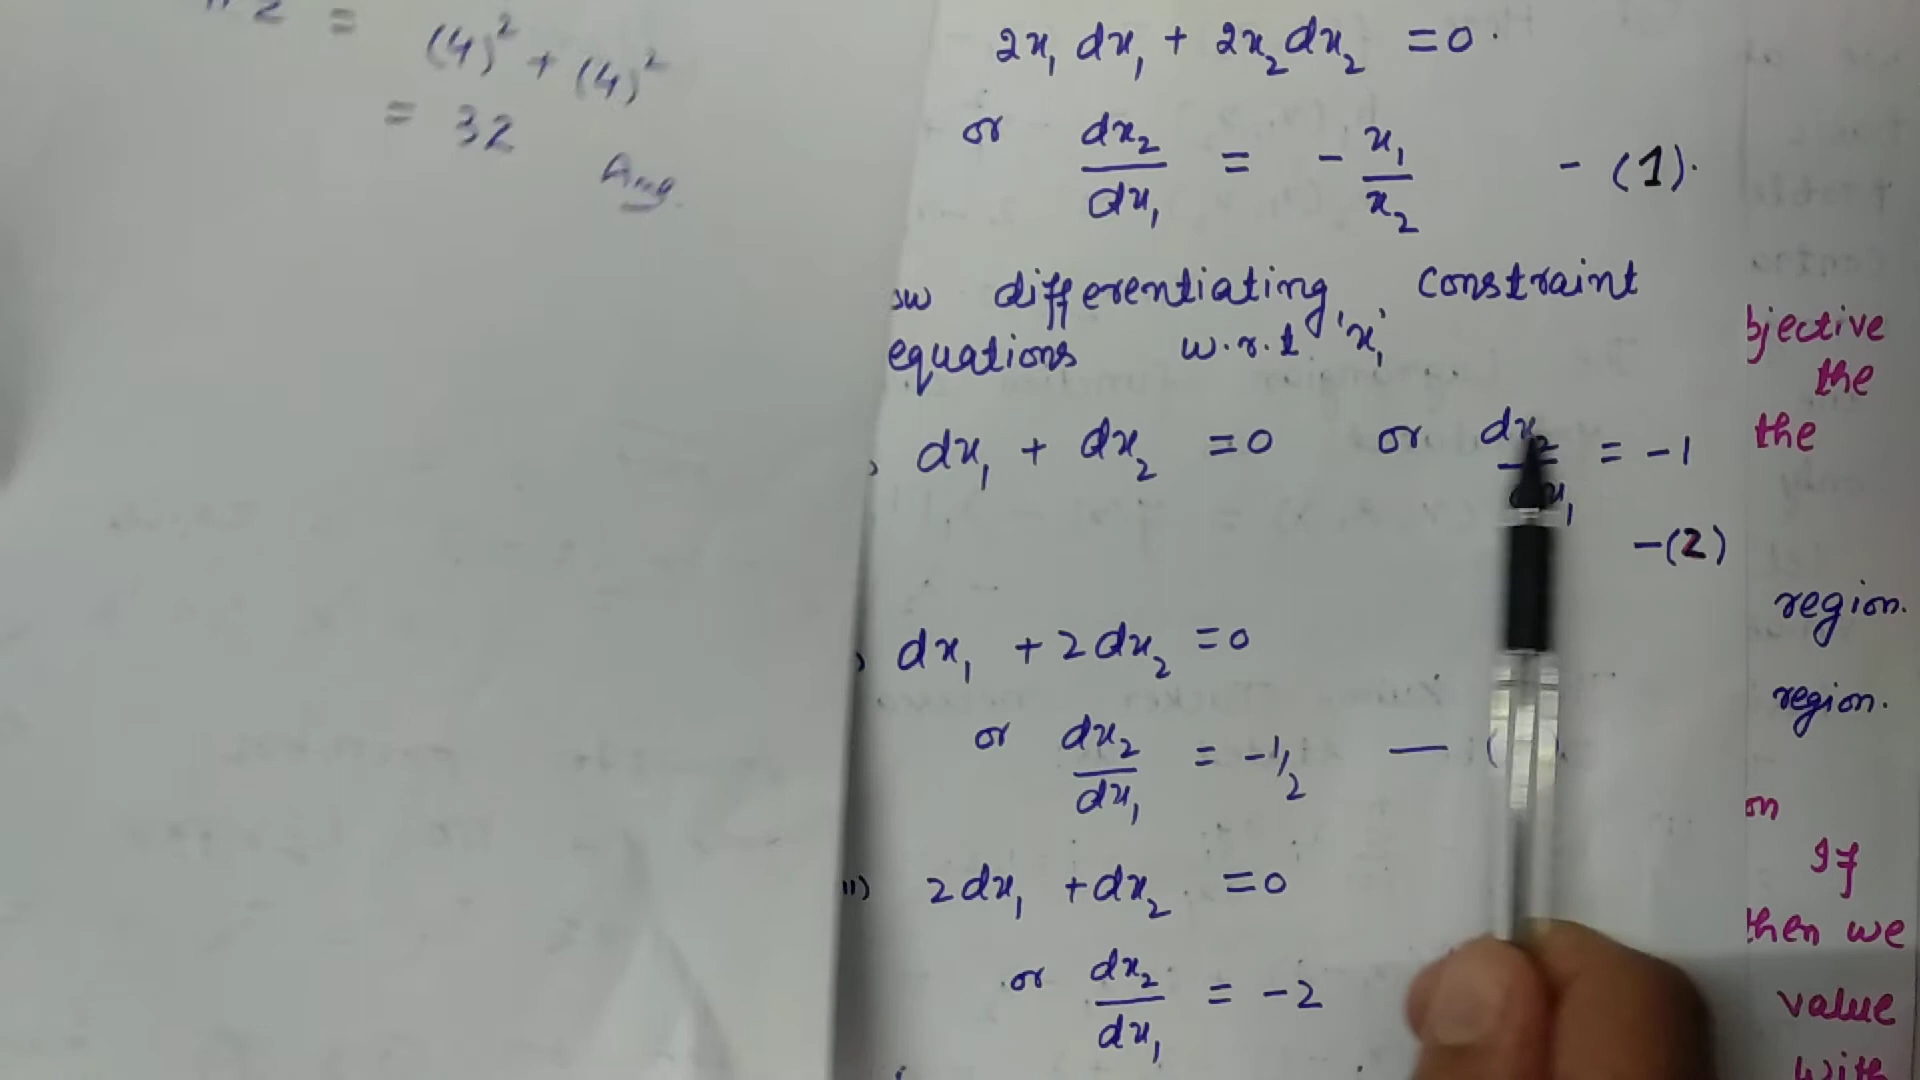 (4)² + (4)²
= 32
Ans.
2x₁ dx₁ + 2x₂ dx₂ = 0.
or dx₂/dx₁ = - x₁/x₂ - (1).
differentiating constraint
equations w.r.t 'x₁'
dx₁ + dx₂ = 0 or dx₂/dx₁ = -1
-(2)
dx₁ + 2dx₂ = 0
or dx₂/dx₁ = -1/2 —
2dx₁ + dx₂ = 0
or dx₂/dx₁ = -2
bjective
the
the
region.
region.
on
If
then we
value
with